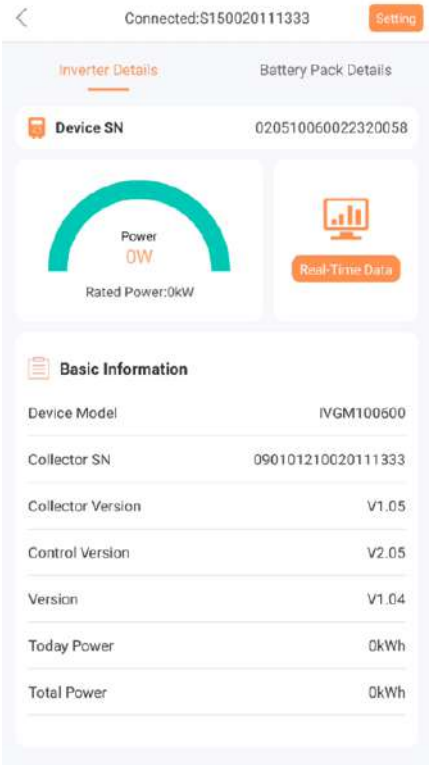 Connected:S150020111333 Setting
Inverter Details Battery Pack Details
Device SN 020510060022320058
Power
0W
Rated Power:0kW
Real-Time Data
Basic Information
Device Model IVGM100600
Collector SN 090101210020111333
Collector Version V1.05
Control Version V2.05
Version V1.04
Today Power 0kWh
Total Power 0kWh